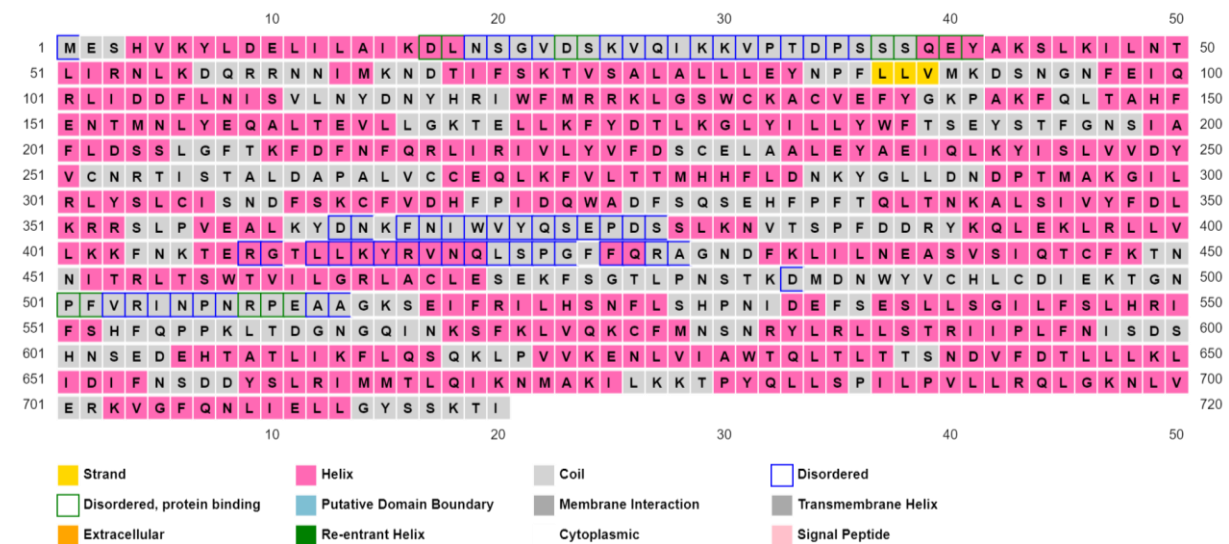 10 20 30 40 50
1 M E S H V K Y L D E L I L A I K D L N S G V D S K V Q I K K V P T D P S S S Q E Y A K S L K I L N T 50
51 L I R N L K D Q R R N N I M K N D T I F S K T V S A L A L L L E Y N P F L L V M K D S N G N F E I Q 100
101 R L I D D F L N I S V L N Y D N Y H R I W F M R R K L G S W C K A C V E F Y G K P A K F Q L T A H F 150
151 E N T M N L Y E Q A L T E V L L G K T E L L K F Y D T L K G L Y I L L Y W F T S E Y S T F G N S I A 200
201 F L D S S L G F T K F D F N F Q R L I R I V L Y V F D S C E L A A L E Y A E I Q L K Y I S L V V D Y 250
251 V C N R T I S T A L D A P A L V C C E Q L K F V L T T M H H F L D N K Y G L L D N D P T M A K G I L 300
301 R L Y S L C I S N D F S K C F V D H F P I D Q W A D F S Q S E H F P F T Q L T N K A L S I V Y F D L 350
351 K R R S L P V E A L K Y D N K F N I W V Y Q S E P D S S L K N V T S P F D D R Y K Q L E K L R L L V 400
401 L K K F N K T E R G T L L K Y R V N Q L S P G F F Q R A G N D F K L I L N E A S V S I Q T C F K T N 450
451 N I T R L T S W T V I L G R L A C L E S E K F S G T L P N S T K D M D N W Y V C H L C D I E K T G N 500
501 P F V R I N P N R P E A A G K S E I F R I L H S N F L S H P N I D E F S E S L L S G I L F S L H R I 550
551 F S H F Q P P K L T D G N G Q I N K S F K L V Q K C F M N S N R Y L R L L S T R I I P L F N I S D S 600
601 H N S E D E H T A T L I K F L Q S Q K L P V V K E N L V I A W T Q L T L T T S N D V F D T L L L K L 650
651 I D I F N S D D Y S L R I M M T L Q I K N M A K I L K K T P Y Q L L S P I L P V L L R Q L G K N L V 700
701 E R K V G F Q N L I E L L G Y S S K T I 720
10 20 30 40 50
Strand Helix Coil Disordered
Disordered, protein binding Putative Domain Boundary Membrane Interaction Transmembrane Helix
Extracellular Re-entrant Helix Cytoplasmic Signal Peptide